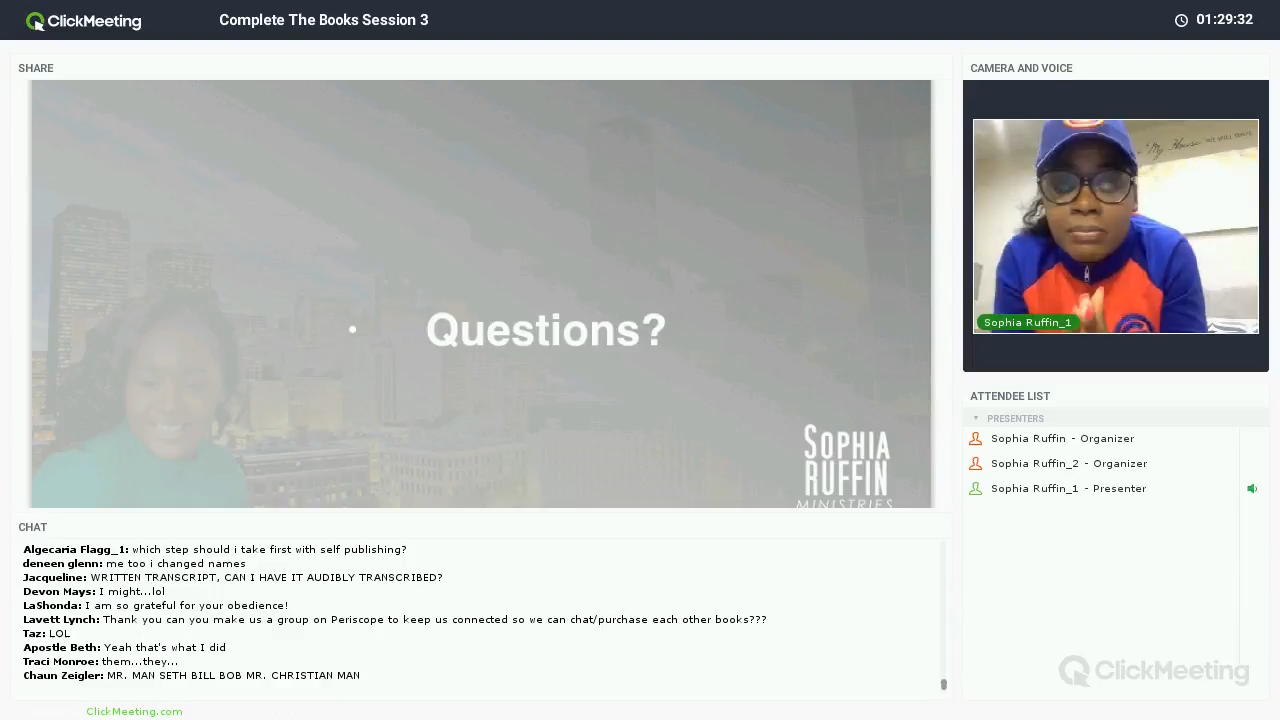 ClickMeeting
Complete The Books Session 3
01:29:32
SHARE
CAMERA AND VOICE
"My House
Sophia Ruffin_1
• Questions?
SOPHIA
RUFFIN
MINISTRIES
ATTENDEE LIST
PRESENTERS
Sophia Ruffin - Organizer
Sophia Ruffin_2 - Organizer
Sophia Ruffin_1 - Presenter
CHAT
Algecaria Flagg_1: which step should i take first with self publishing?
deneen glenn: me too i changed names
Jacqueline: WRITTEN TRANSCRIPT, CAN I HAVE IT AUDIBLY TRANSCRIBED?
Devon Mays: I might...lol
LaShonda: I am so grateful for your obedience!
Lavett Lynch: Thank you can you make us a group on Periscope to keep us connected so we can chat/purchase each other books???
Taz: LOL
Apostle Beth: Yeah that's what I did
Traci Monroe: them...they...
Chaun Zeigler: MR. MAN SETH BILL BOB MR. CHRISTIAN MAN
ClickMeeting
ClickMeeting.com